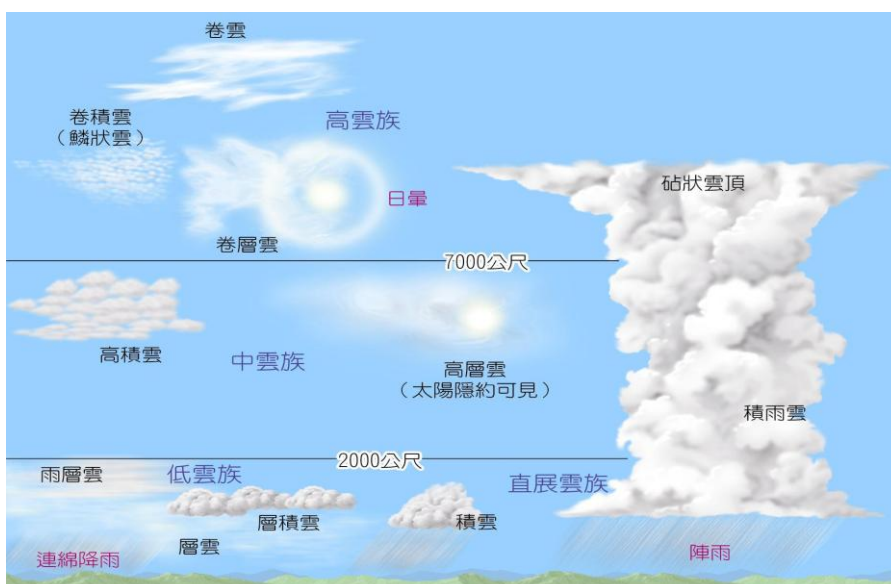 卷雲
卷積雲
（鱗狀雲）
高雲族
砧狀雲頂
日暈
卷層雲
7000公尺
高積雲
中雲族
高層雲
（太陽隱約可見）
積雨雲
2000公尺
雨層雲
低雲族
直展雲族
層積雲
積雲
層雲
連綿降雨
陣雨